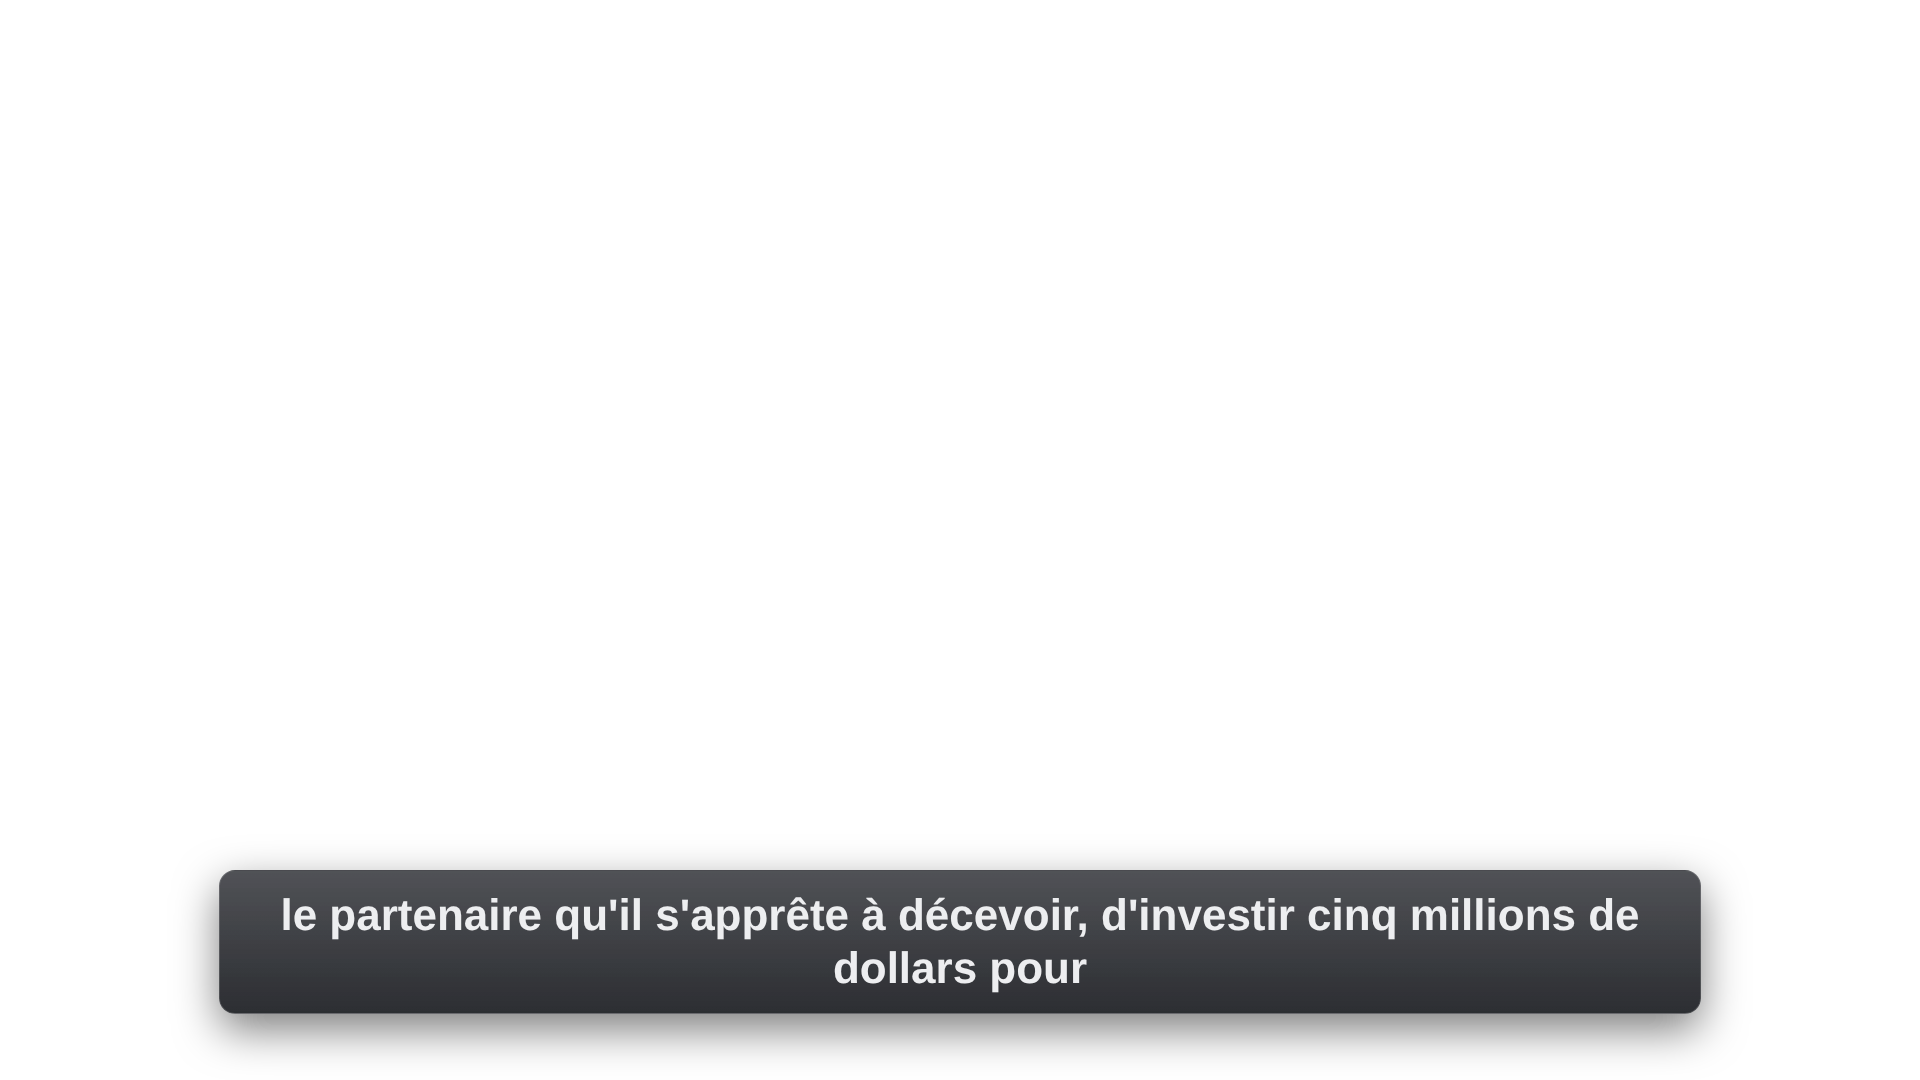 le partenaire qu'il s'apprête à décevoir, d'investir cinq millions de
dollars pour